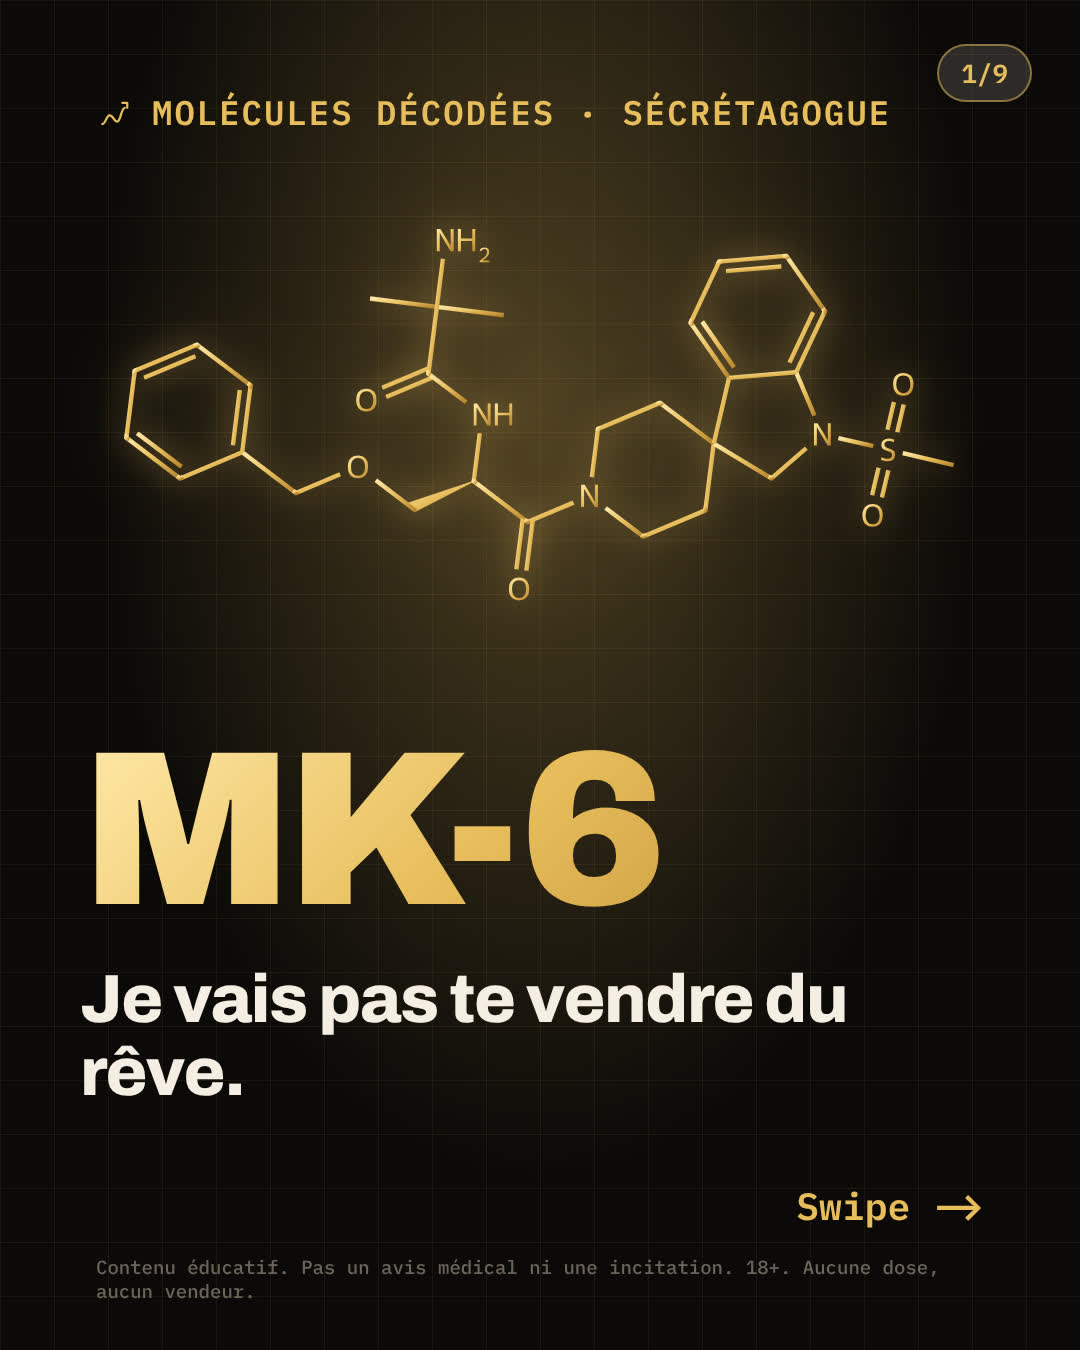 1/9
MOLÉCULES DÉCODÉES · SÉCRÉTAGOGUE
NH2
O
NH
O
O
N
N
S
O
O
MK-6
Je vais pas te vendre du
rêve.
Swipe →
Contenu éducatif. Pas un avis médical ni une incitation. 18+. Aucune dose,
aucun vendeur.